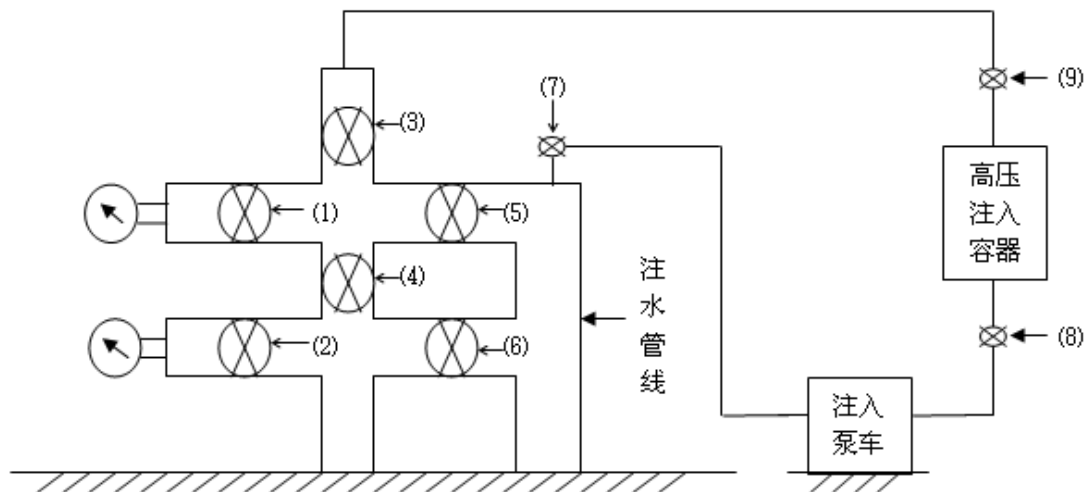 (7)
(9)
(3)
高压
注入
容器
(1)
(5)
(4)
注
水
管
线
(2)
(6)
(8)
注入
泵车